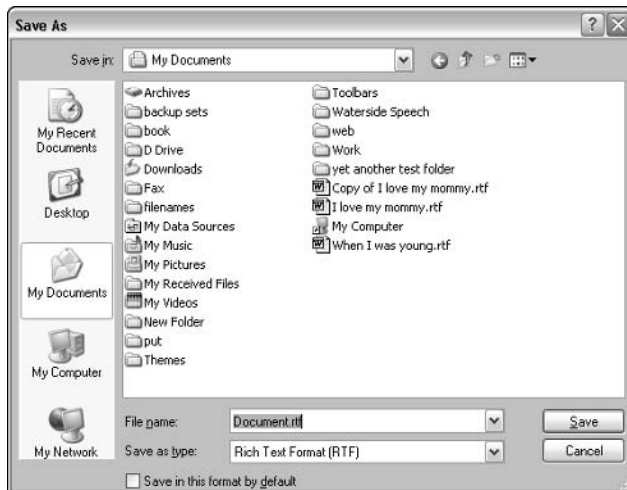 Save As
Save in:
My Documents
My Recent
Documents
Desktop
My Documents
My Computer
My Network
Archives
backup sets
book
D Drive
Downloads
Fax
filenames
My Data Sources
My Music
My Pictures
My Received Files
My Videos
New Folder
put
Themes
Toolbars
Waterside Speech
web
Work
yet another test folder
Copy of I love my mommy.rtf
I love my mommy.rtf
My Computer
When I was young.rtf
File name:
Document.rtf
Save
Save as type:
Rich Text Format (RTF)
Cancel
Save in this format by default